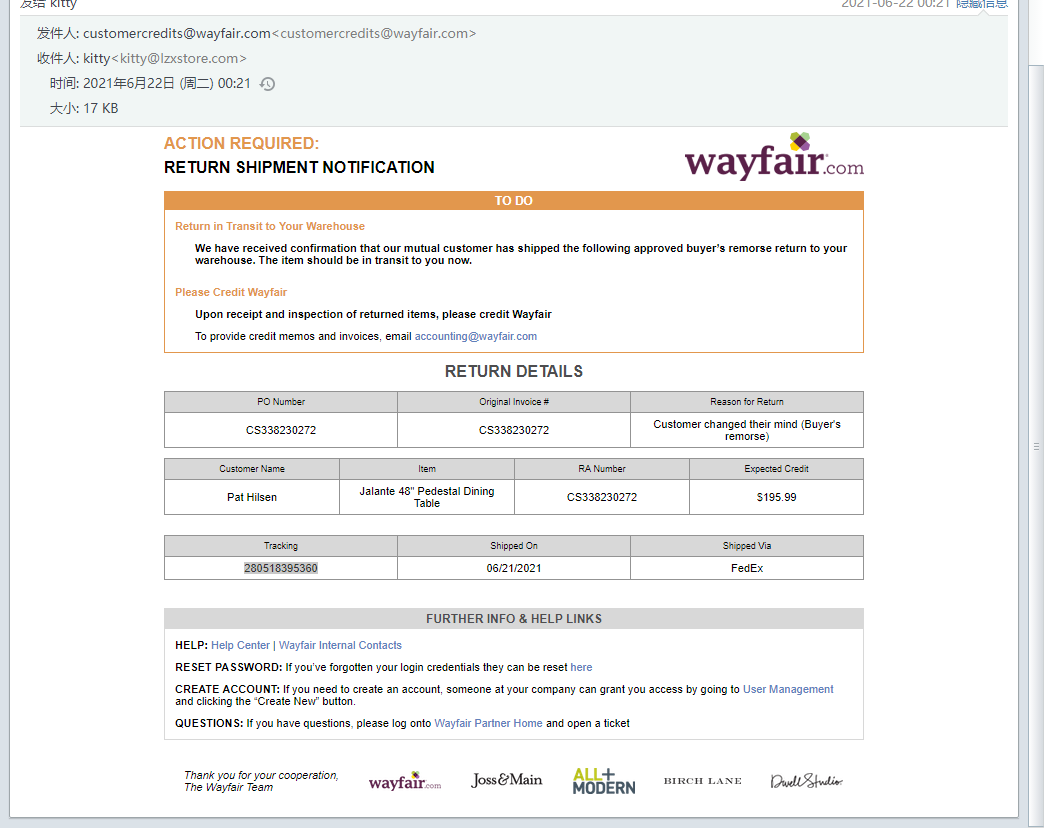 发给 kitty 2021-06-22 00:21 隐藏信息
发件人: customercredits@wayfair.com<customercredits@wayfair.com>
收件人: kitty<kitty@lzxstore.com>
时间: 2021年6月22日 (周二) 00:21
大小: 17 KB
ACTION REQUIRED:
RETURN SHIPMENT NOTIFICATION
wayfair.com
TO DO
Return in Transit to Your Warehouse
We have received confirmation that our mutual customer has shipped the following approved buyer's remorse return to your
warehouse. The item should be in transit to you now.
Please Credit Wayfair
Upon receipt and inspection of returned items, please credit Wayfair
To provide credit memos and invoices, email accounting@wayfair.com
RETURN DETAILS
PO Number Original Invoice # Reason for Return
CS338230272 CS338230272 Customer changed their mind (Buyer's
remorse)
Customer Name Item RA Number Expected Credit
Pat Hilsen Jalante 48" Pedestal Dining
Table CS338230272 $195.99
Tracking Shipped On Shipped Via
280518395360 06/21/2021 FedEx
FURTHER INFO & HELP LINKS
HELP: Help Center | Wayfair Internal Contacts
RESET PASSWORD: If you've forgotten your login credentials they can be reset here
CREATE ACCOUNT: If you need to create an account, someone at your company can grant you access by going to User Management
and clicking the "Create New" button.
QUESTIONS: If you have questions, please log onto Wayfair Partner Home and open a ticket
Thank you for your cooperation,
The Wayfair Team
wayfair.com Joss&Main ALL+
MODERN BIRCH LANE DwellStudio